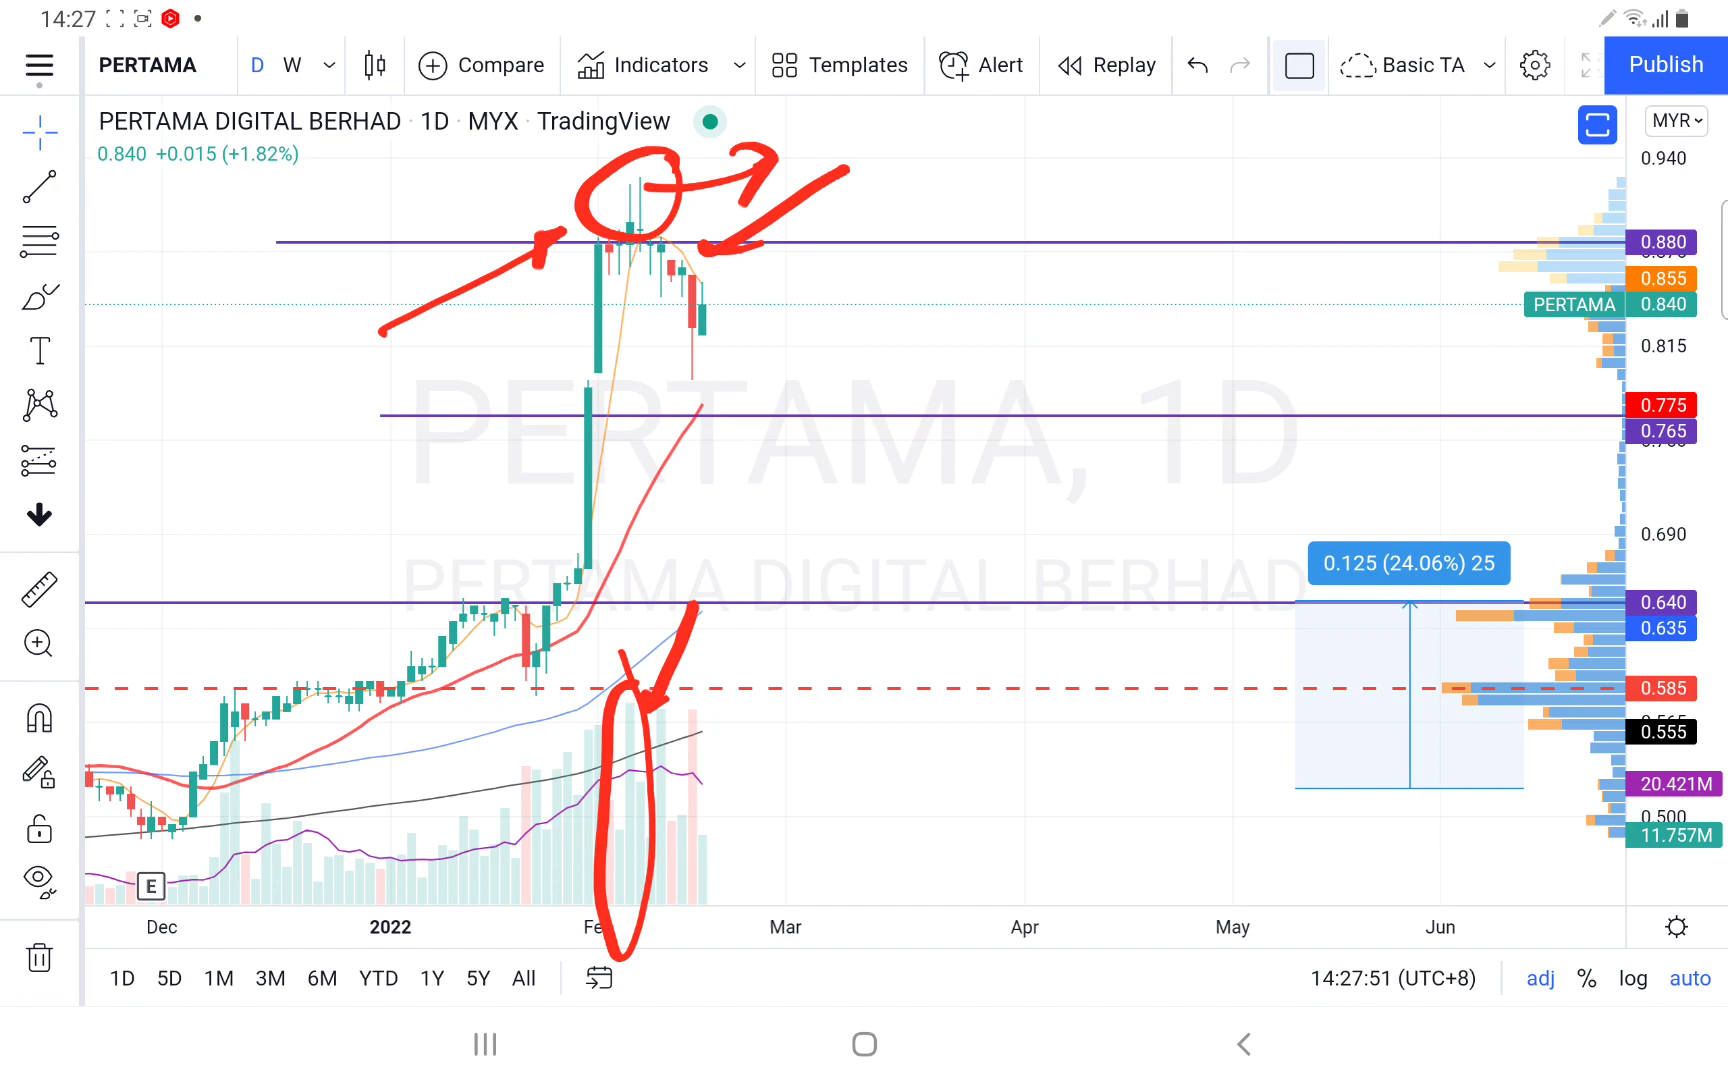 14:27
PERTAMA D W Compare Indicators Templates Alert Replay Basic TA Publish
PERTAMA DIGITAL BERHAD · 1D · MYX · TradingView
0.840 +0.015 (+1.82%)
MYR
0.940
0.880
0.855
PERTAMA 0.840
0.815
0.775
0.765
PERTAMA, 1D
PERTAMA DIGITAL BERHAD
0.690
0.125 (24.06%) 25
0.640
0.635
0.585
0.555
20.421M
0.500
11.757M
E
Dec 2022 Fe Mar Apr May Jun
1D 5D 1M 3M 6M YTD 1Y 5Y All 14:27:51 (UTC+8) adj % log auto